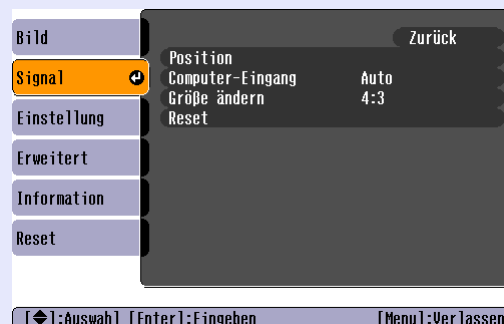 Bild
Signal
Einstellung
Erweitert
Information
Reset
Zurück
Position
Computer-Eingang Auto
Größe ändern 4:3
Reset
[◆]:Auswahl [Enter]:Eingeben [Menu]:Verlassen